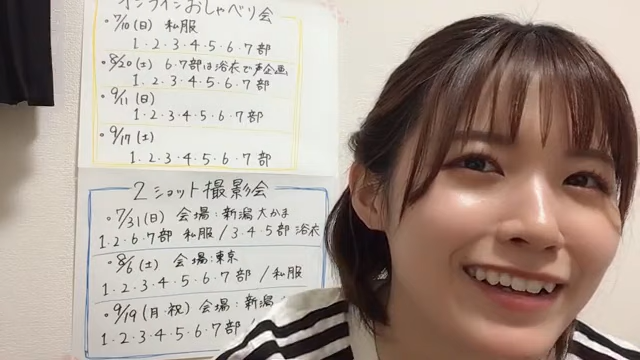 オンラインおしゃべり会
・7/10(日) 私服
1・2・3・4・5・6・7部
・8/20(土) 6・7部は浴衣で声企画
1・2・3・4・5・6・7部
・9/11(日)
1・2・3・4・5・6・7部
・9/17(土)
1・2・3・4・5・6・7部
2ショット撮影会
・7/31(日) 会場:新潟大かま
1・2・6・7部 私服/3・4・5部 浴衣
・8/6(土) 会場:東京
1・2・3・4・5・6・7部/私服
・9/19(月・祝) 会場:新潟
1・2・3・4・5・6・7部/